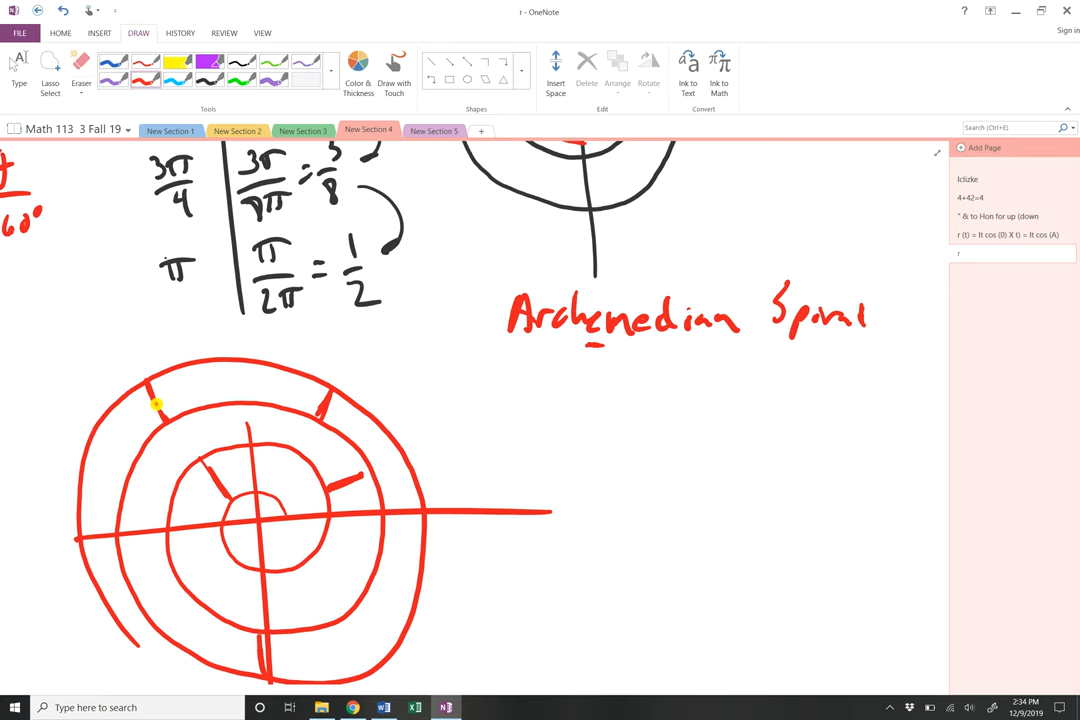 r - OneNote
Sign in
FILE HOME INSERT DRAW HISTORY REVIEW VIEW
Type
Lasso Select
Eraser
Color & Thickness
Draw with Touch
Insert Space
Delete
Arrange
Rotate
Ink to Text
Ink to Math
Tools
Shapes
Edit
Convert
Math 113 3 Fall 19
New Section 1
New Section 2
New Section 3
New Section 4
New Section 5
Search (Ctrl+E)
Add Page
Iclizke
4+42=4
" & to Hon for up (down
r (t) = It cos (0) X t) = It cos (A)
r
60°
3π/4 | 3π/8π = 3/8
π | π/2π = 1/2
Archemedian Spiral
Type here to search
2:34 PM
12/9/2019